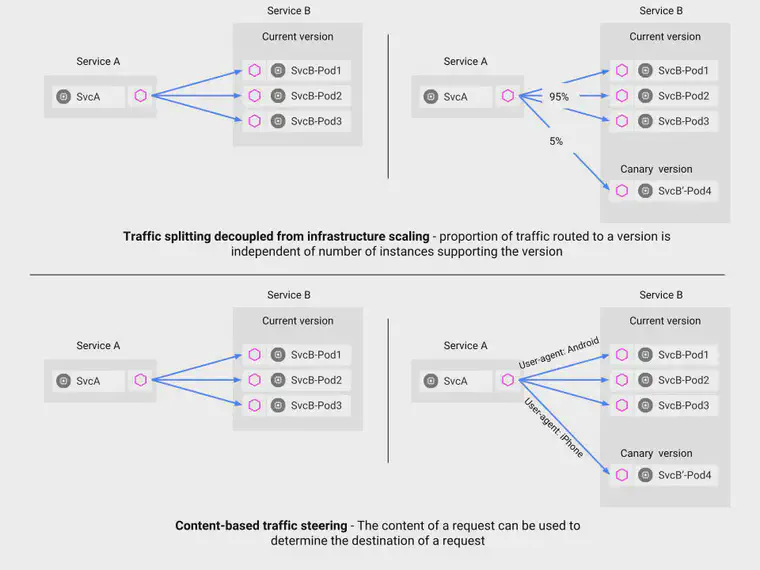 Service B
Current version
Service A
SvcA
SvcB-Pod1
SvcB-Pod2
SvcB-Pod3
Service B
Current version
Service A
SvcA
95%
5%
SvcB-Pod1
SvcB-Pod2
SvcB-Pod3
Canary version
SvcB'-Pod4
Traffic splitting decoupled from infrastructure scaling - proportion of traffic routed to a version is
independent of number of instances supporting the version
Service B
Current version
Service A
SvcA
SvcB-Pod1
SvcB-Pod2
SvcB-Pod3
Service B
Current version
Service A
SvcA
User-agent: Android
User-agent: iPhone
SvcB-Pod1
SvcB-Pod2
SvcB-Pod3
Canary version
SvcB'-Pod4
Content-based traffic steering - The content of a request can be used to
determine the destination of a request